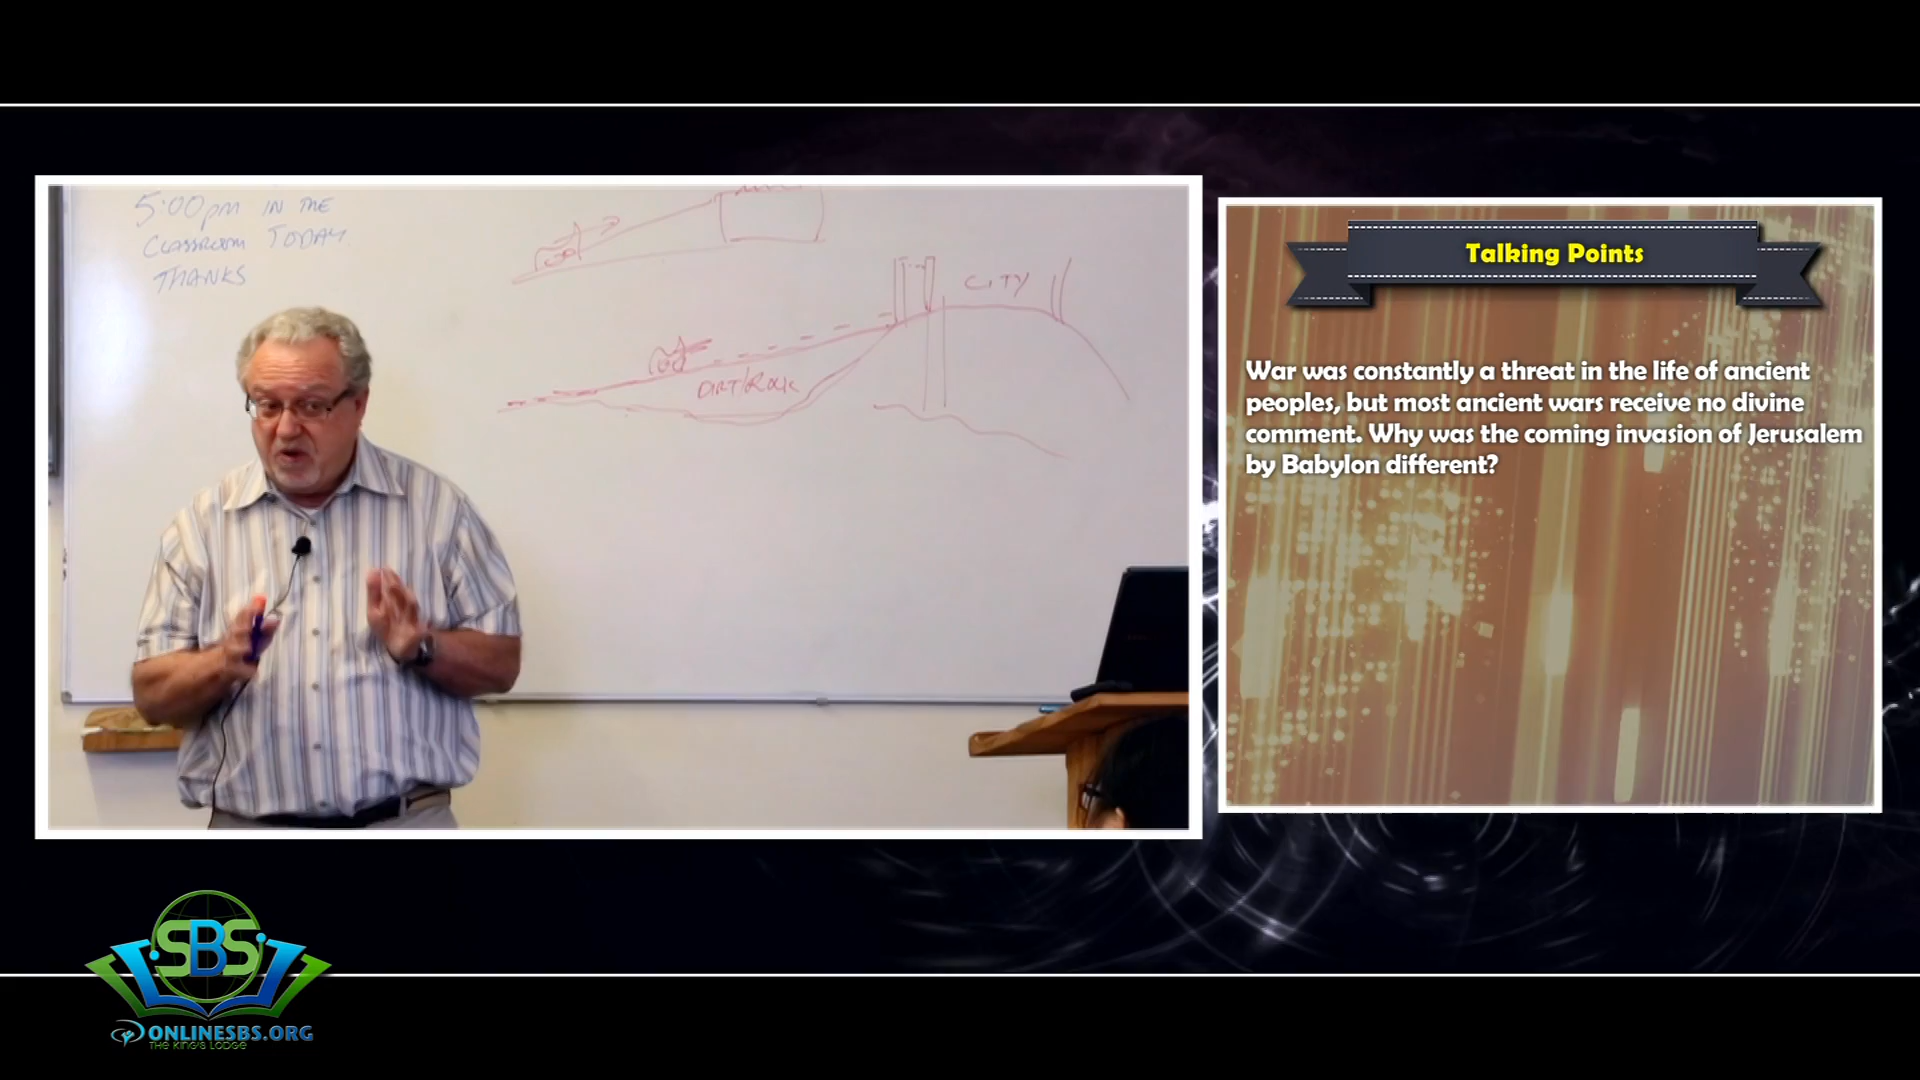 5:00pm IN THE
CLASSROOM TODAY
THANKS
CITY
DIRT/ROCK
Talking Points
War was constantly a threat in the life of ancient
peoples, but most ancient wars receive no divine
comment. Why was the coming invasion of Jerusalem
by Babylon different?
SBS
ONLINESBS.ORG
THE KING'S LODGE